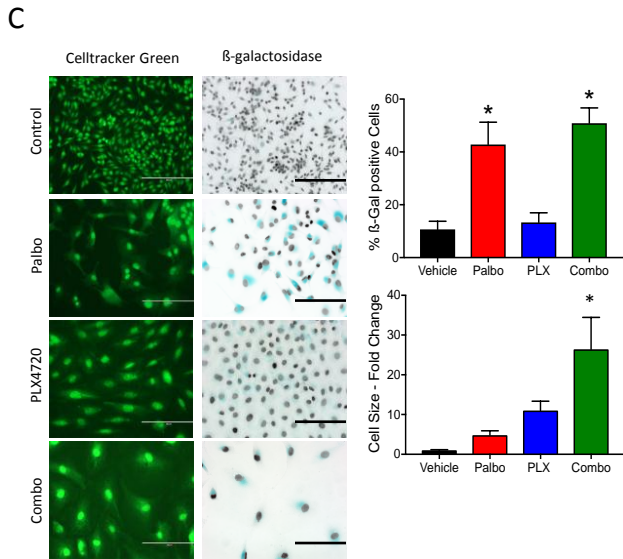 C
Celltracker Green
ß-galactosidase
Control
Palbo
PLX4720
Combo
% ß-Gal positive Cells
60
40
20
0
*
*
Vehicle Palbo PLX Combo
Cell Size - Fold Change
40
30
20
10
0
*
Vehicle Palbo PLX Combo